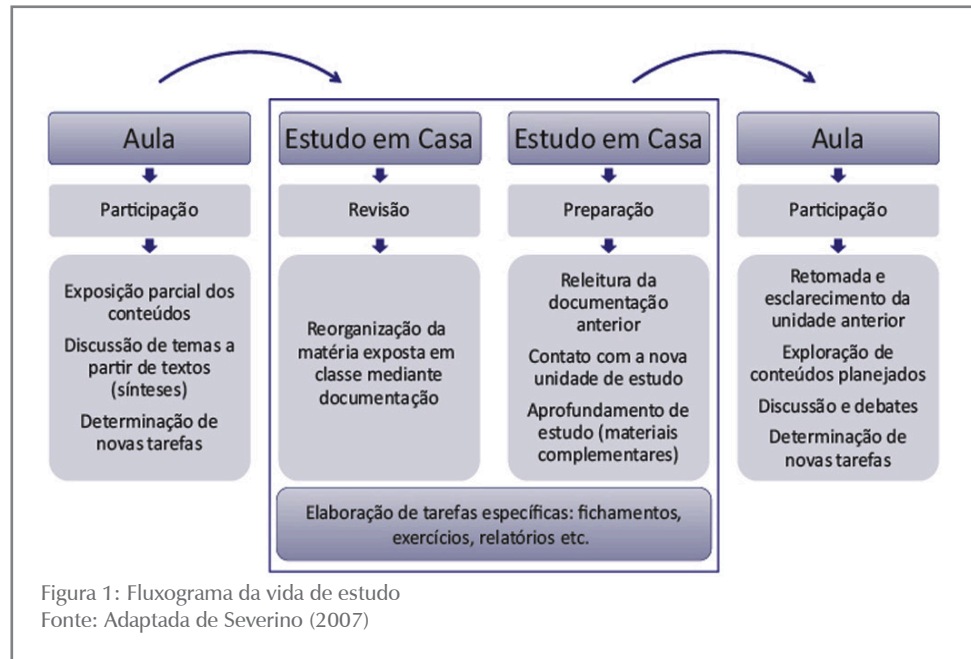 Aula
Participação
Exposição parcial dos
conteúdos
Discussão de temas a
partir de textos
(sínteses)
Determinação de
novas tarefas
Estudo em Casa
Revisão
Reorganização da
matéria exposta em
classe mediante
documentação
Estudo em Casa
Preparação
Releitura da
documentação
anterior
Contato com a nova
unidade de estudo
Aprofundamento de
estudo (materiais
complementares)
Elaboração de tarefas específicas: fichamentos,
exercícios, relatórios etc.
Aula
Participação
Retomada e
esclarecimento da
unidade anterior
Exploração de
conteúdos planejados
Discussão e debates
Determinação de
novas tarefas
Figura 1: Fluxograma da vida de estudo
Fonte: Adaptada de Severino (2007)